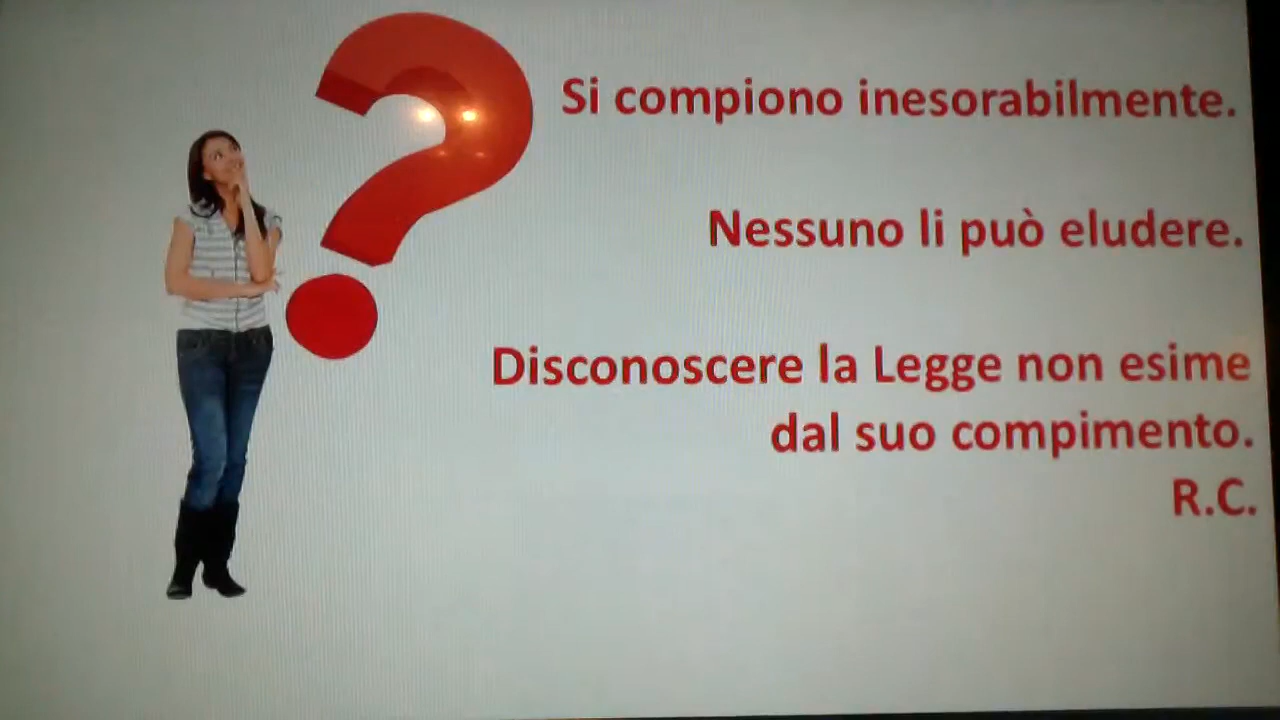 Si compiono inesorabilmente.
Nessuno li può eludere.
Disconoscere la Legge non esime
dal suo compimento.
R.C.